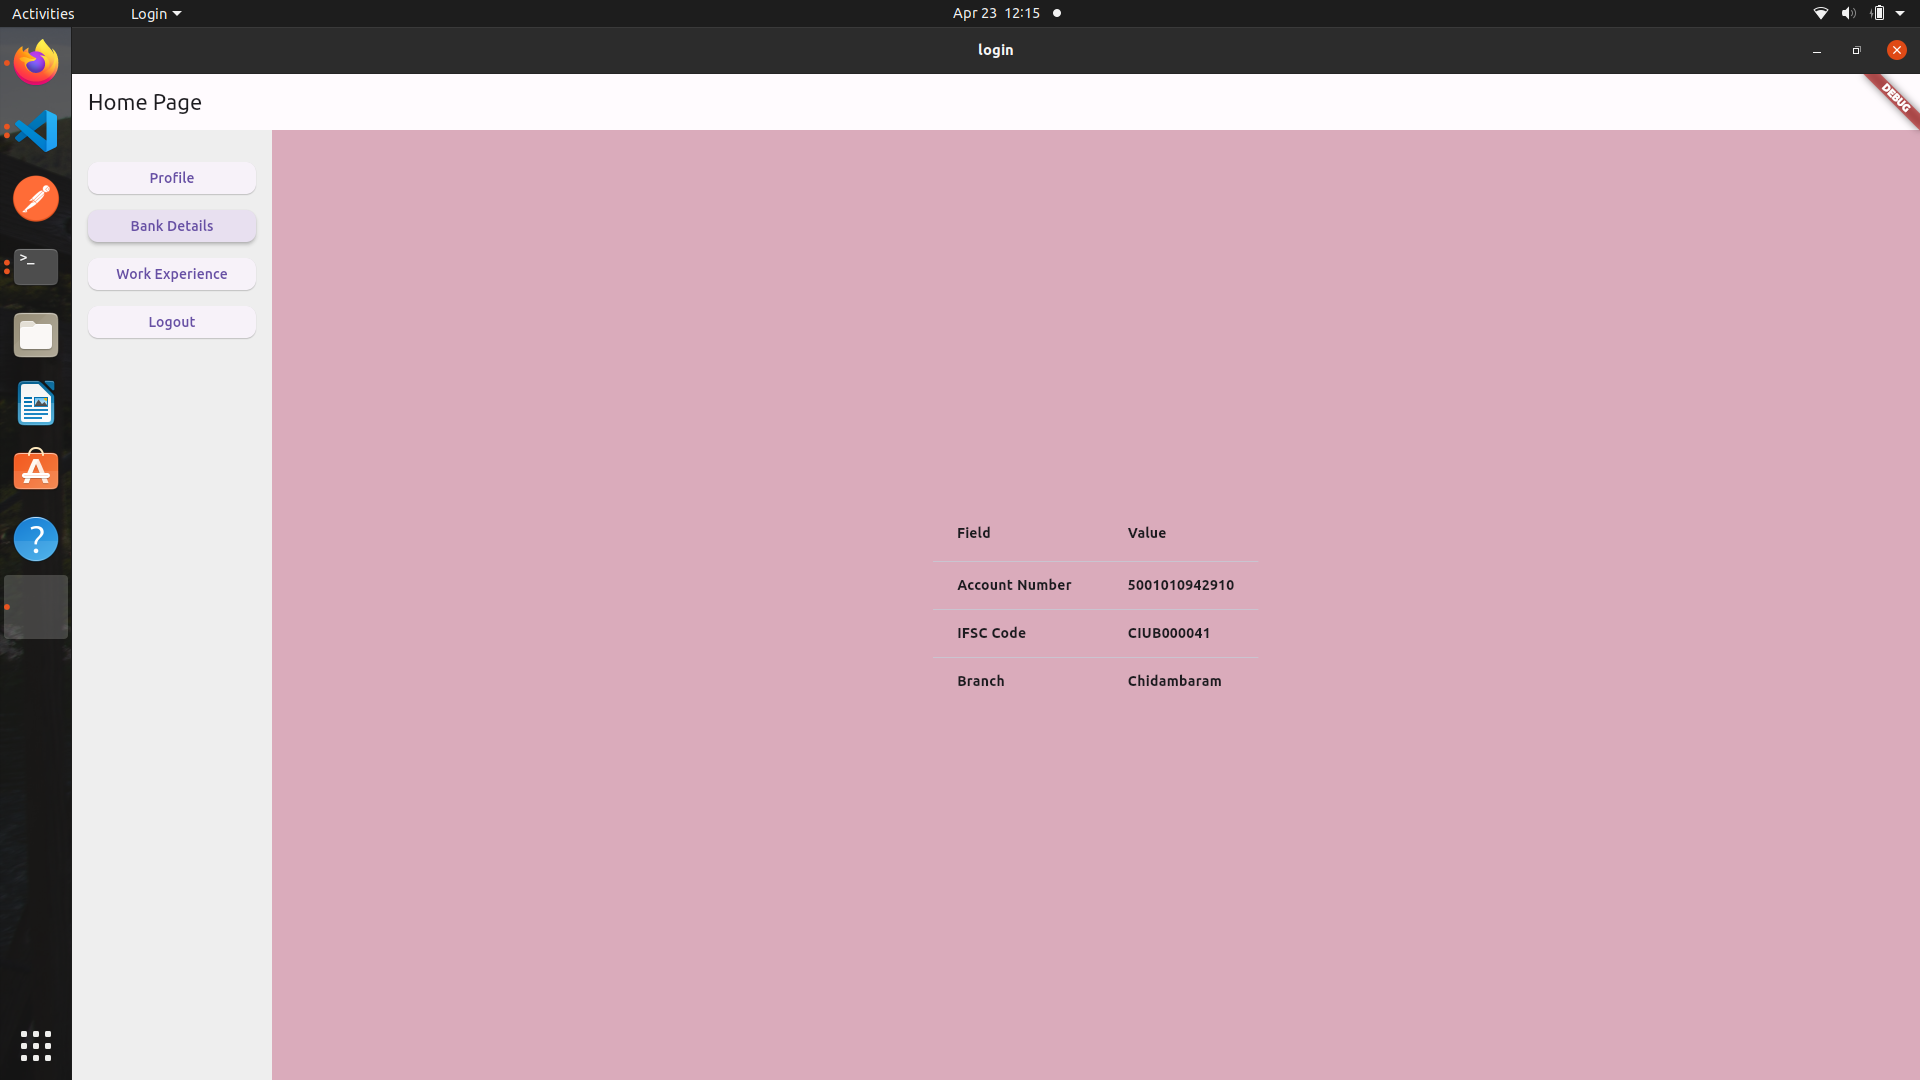 Activities Login Apr 23 12:15
login
Home Page
DEBUG
Profile
Bank Details
Work Experience
Logout
Field Value
Account Number 5001010942910
IFSC Code CIUB000041
Branch Chidambaram